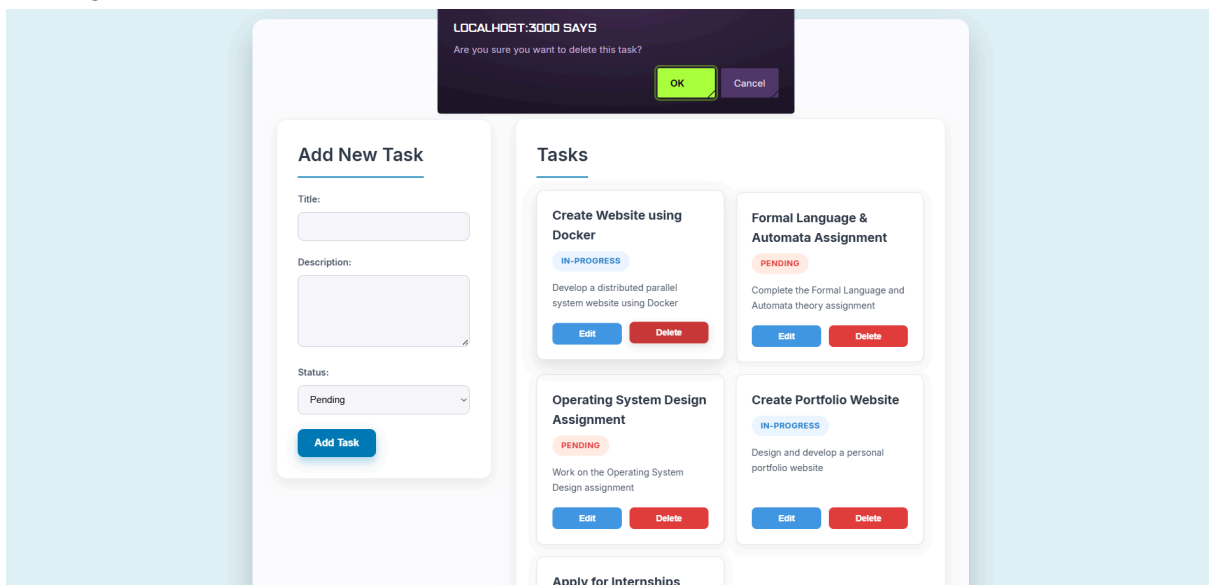 LOCALHOST:3000 SAYS
Are you sure you want to delete this task?
OK
Cancel
Add New Task
Title:
Description:
Status:
Pending
Add Task
Tasks
Create Website using
Docker
IN-PROGRESS
Develop a distributed parallel
system website using Docker
Edit
Delete
Formal Language &
Automata Assignment
PENDING
Complete the Formal Language and
Automata theory assignment
Edit
Delete
Operating System Design
Assignment
PENDING
Work on the Operating System
Design assignment
Edit
Delete
Create Portfolio Website
IN-PROGRESS
Design and develop a personal
portfolio website
Edit
Delete
Apply for Internships